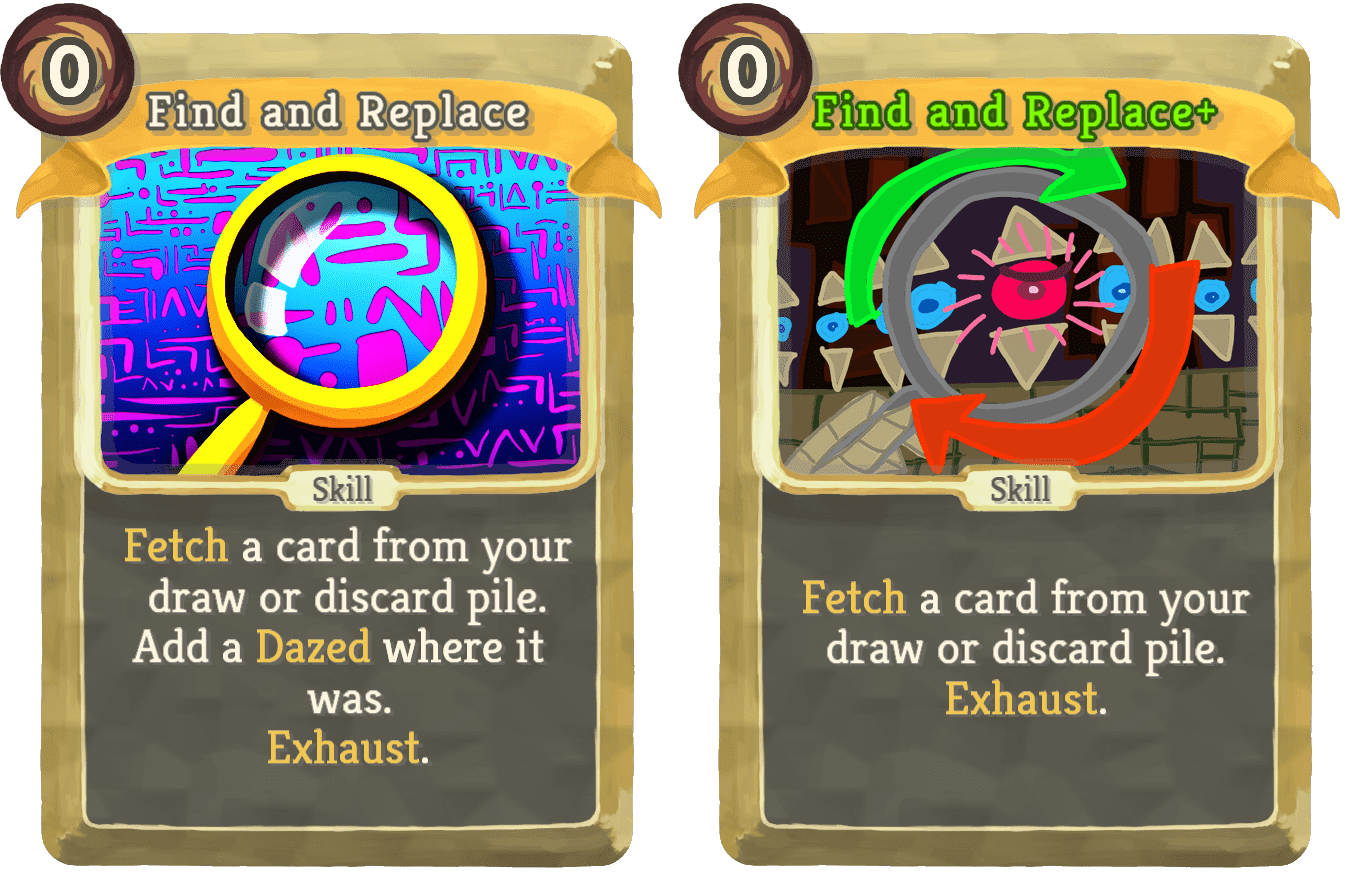 0
Find and Replace
Skill
Fetch a card from your
draw or discard pile.
Add a Dazed where it
was.
Exhaust.
0
Find and Replace+
Skill
Fetch a card from your
draw or discard pile.
Exhaust.